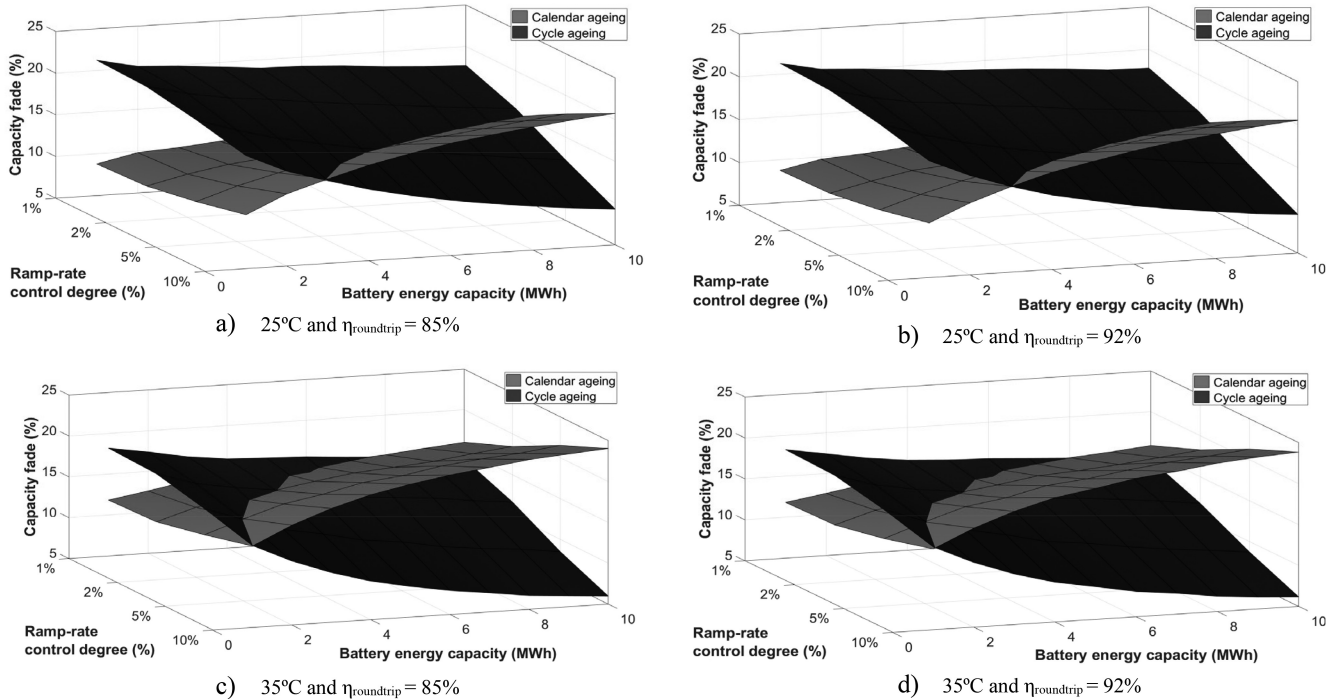 Calendar ageing
Cycle ageing
Capacity fade (%)
25
20
15
10
5
1%
2%
5%
10%
Ramp-rate
control degree (%)
0
2
4
6
8
10
Battery energy capacity (MWh)
a) 25ºC and ηroundtrip = 85%
Calendar ageing
Cycle ageing
Capacity fade (%)
25
20
15
10
5
1%
2%
5%
10%
Ramp-rate
control degree (%)
0
2
4
6
8
10
Battery energy capacity (MWh)
b) 25ºC and ηroundtrip = 92%
Calendar ageing
Cycle ageing
Capacity fade (%)
25
20
15
10
5
1%
2%
5%
10%
Ramp-rate
control degree (%)
0
2
4
6
8
10
Battery energy capacity (MWh)
c) 35ºC and ηroundtrip = 85%
Calendar ageing
Cycle ageing
Capacity fade (%)
25
20
15
10
5
1%
2%
5%
10%
Ramp-rate
control degree (%)
0
2
4
6
8
10
Battery energy capacity (MWh)
d) 35ºC and ηroundtrip = 92%